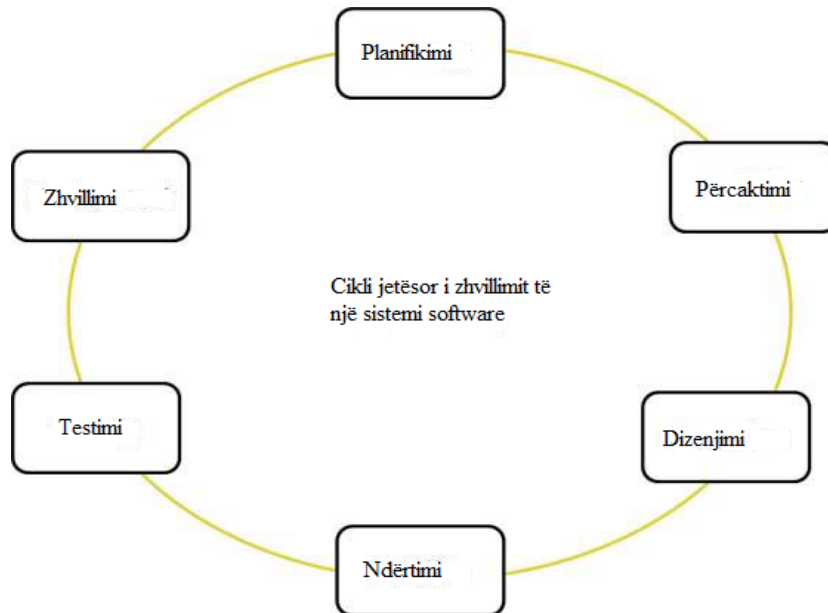 Planifikimi
Përcaktimi
Dizenjimi
Ndërtimi
Testimi
Zhvillimi
Cikli jetësor i zhvillimit të
një sistemi software